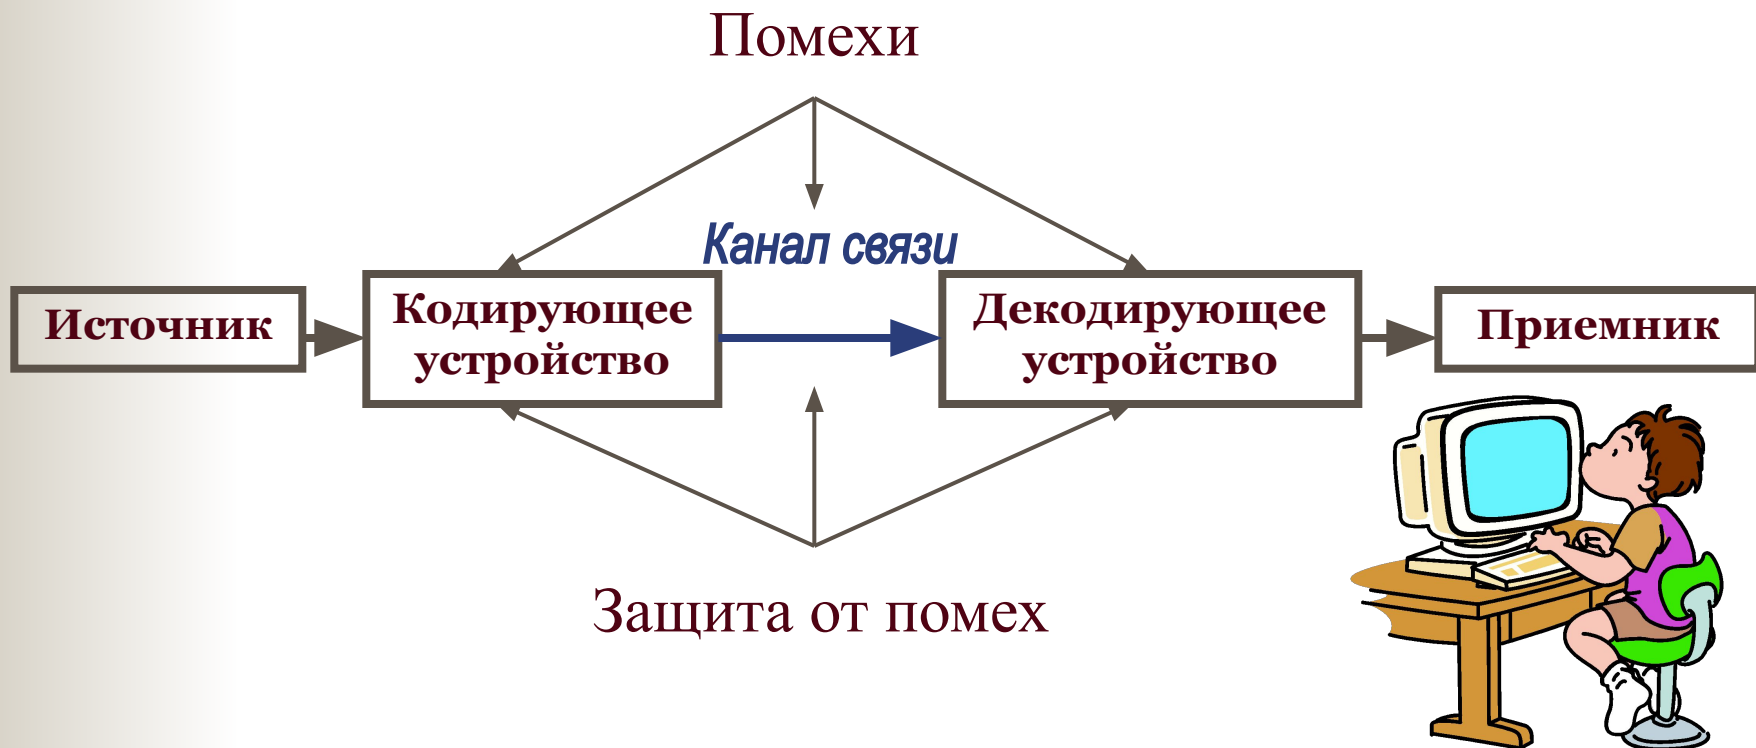 Помехи
Канал связи
Источник
Кодирующее
устройство
Декодирующее
устройство
Приемник
Защита от помех